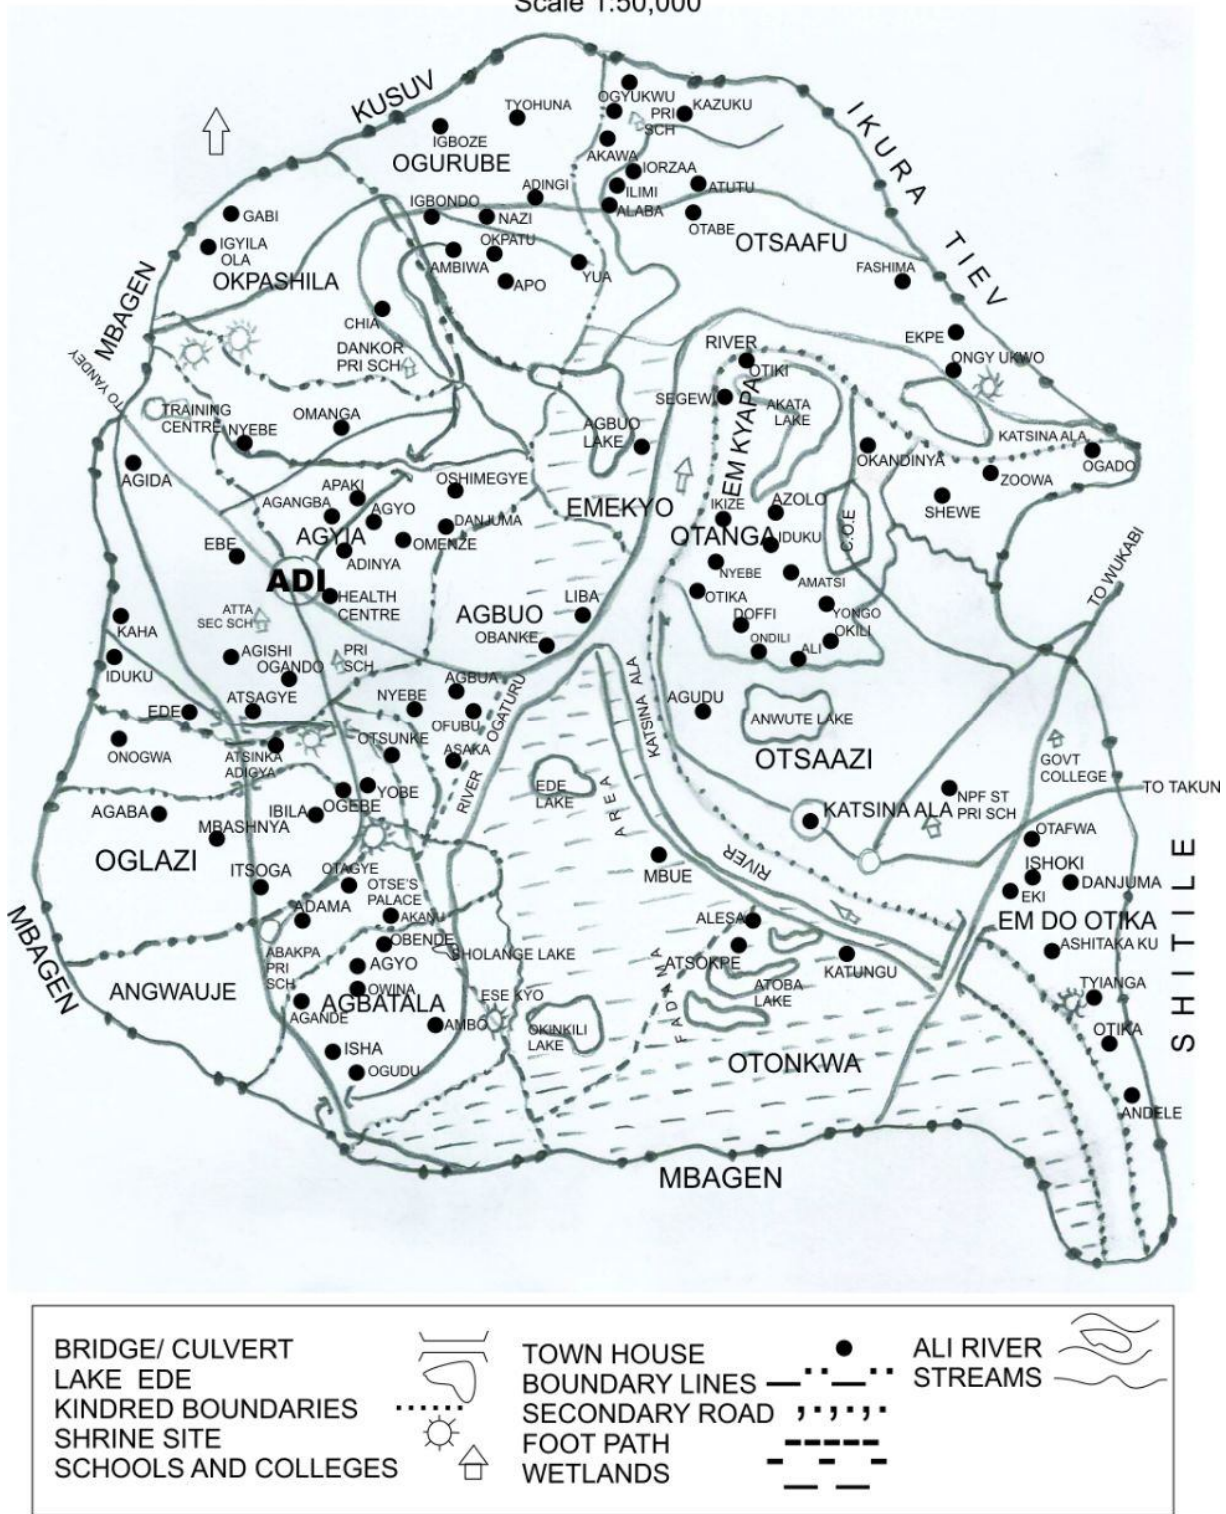 Scale 1:50,000
KUSUV
IKURA TIEV
OGYUKWU
PRI
SCH
KAZUKU
TYOHUNA
IGBOZE
OGURUBE
AKAWA
IORZAA
ADINGI
ILIMI
ATUTU
IGBONDO
NAZI
ALABA
GABI
OTABE
OKPATU
OTSAAFU
IGYILA
OLA
AMBIWA
YUA
FASHIMA
OKPASHILA
APO
MBAGEN
CHIA
EKPE
DANKOR
PRI SCH
RIVER
ONGY UKWO
OTIKI
TO YANDEY
SEGEW
AKATA
LAKE
EM KYAPA
TRAINING
CENTRE
OMANGA
NYEBE
AGBUO
LAKE
KATSINA ALA
OKANDINYA
OGADO
AGIDA
OSHIMEGYE
ZOOWA
APAKI
AGANGBA
AGYO
EMEKYO
IKIZE
AZOLO
SHEWE
DANJUMA
AGYIA
OMENZE
OTANGA
IDUKU
C.O.E
EBE
ADINYA
NYEBE
AMATSI
TO WUKABI
ADI
HEALTH
CENTRE
LIBA
OTIKA
YONGO
ATTA
SEC SCH
AGBUO
DOFFI
OKILI
KAHA
OBANKE
ONDILI
ALI
AGISHI
PRI
SCH
IDUKU
OGANDO
KATSINA ALA
AGBUA
NYEBE
EDE
ATSAGYE
OGATURU
AGUDU
ANWUTE LAKE
OFUBU
OTSUNKE
ONOGWA
ATSINKA
ADIGYA
ASAKA
OTSAAZI
GOVT
COLLEGE
RIVER
EDE
LAKE
AREA
YOBE
OGEBE
TO TAKUN
AGABA
IBILA
NPF ST
PRI SCH
KATSINA ALA
MBASHNYA
OTAFWA
OGLAZI
MBUE
RIVER
ISHOKI
ITSOGA
OTAGYE
OTSE'S
PALACE
DANJUMA
EKI
SHITILE
ADAMA
AKANU
ALESA
EM DO OTIKA
OBENDE
ABAKPA
PRI
SCH
SHOLANGE LAKE
ATSOKPE
KATUNGU
ASHITAKA KU
AGYO
MBAGEN
ANGWAUJE
OWINA
ATOBA
LAKE
TYIANGA
AGBATALA
ESE KYO
FADAMA
AGANDE
AMBO
OKINKILI
LAKE
OTIKA
ISHA
OTONKWA
OGUDU
ANDELE
MBAGEN
BRIDGE/ CULVERT
LAKE EDE
KINDRED BOUNDARIES
SHRINE SITE
SCHOOLS AND COLLEGES
TOWN HOUSE
BOUNDARY LINES
SECONDARY ROAD
FOOT PATH
WETLANDS
ALI RIVER
STREAMS